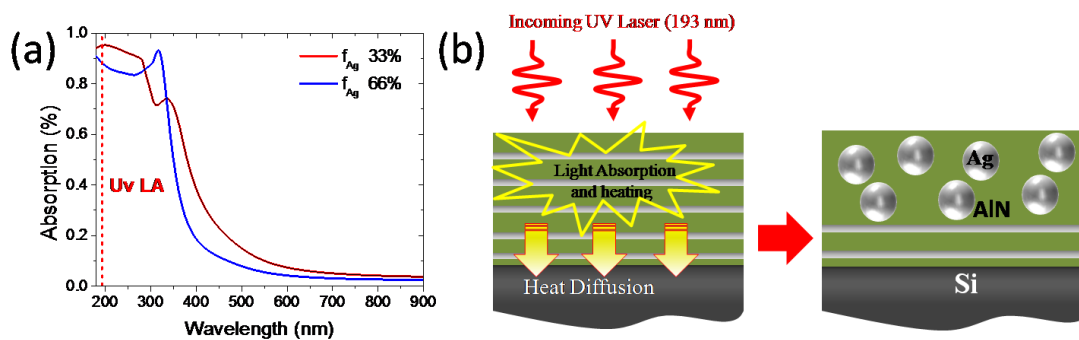 (a)
1.0
0.8
0.6
0.4
0.2
0.0
Absorption (%)
200 300 400 500 600 700 800 900
Wavelength (nm)
f_Ag 33%
f_Ag 66%
Uv LA
(b)
Incoming UV Laser (193 nm)
Light Absorption
and heating
Heat Diffusion
Ag
AlN
Si